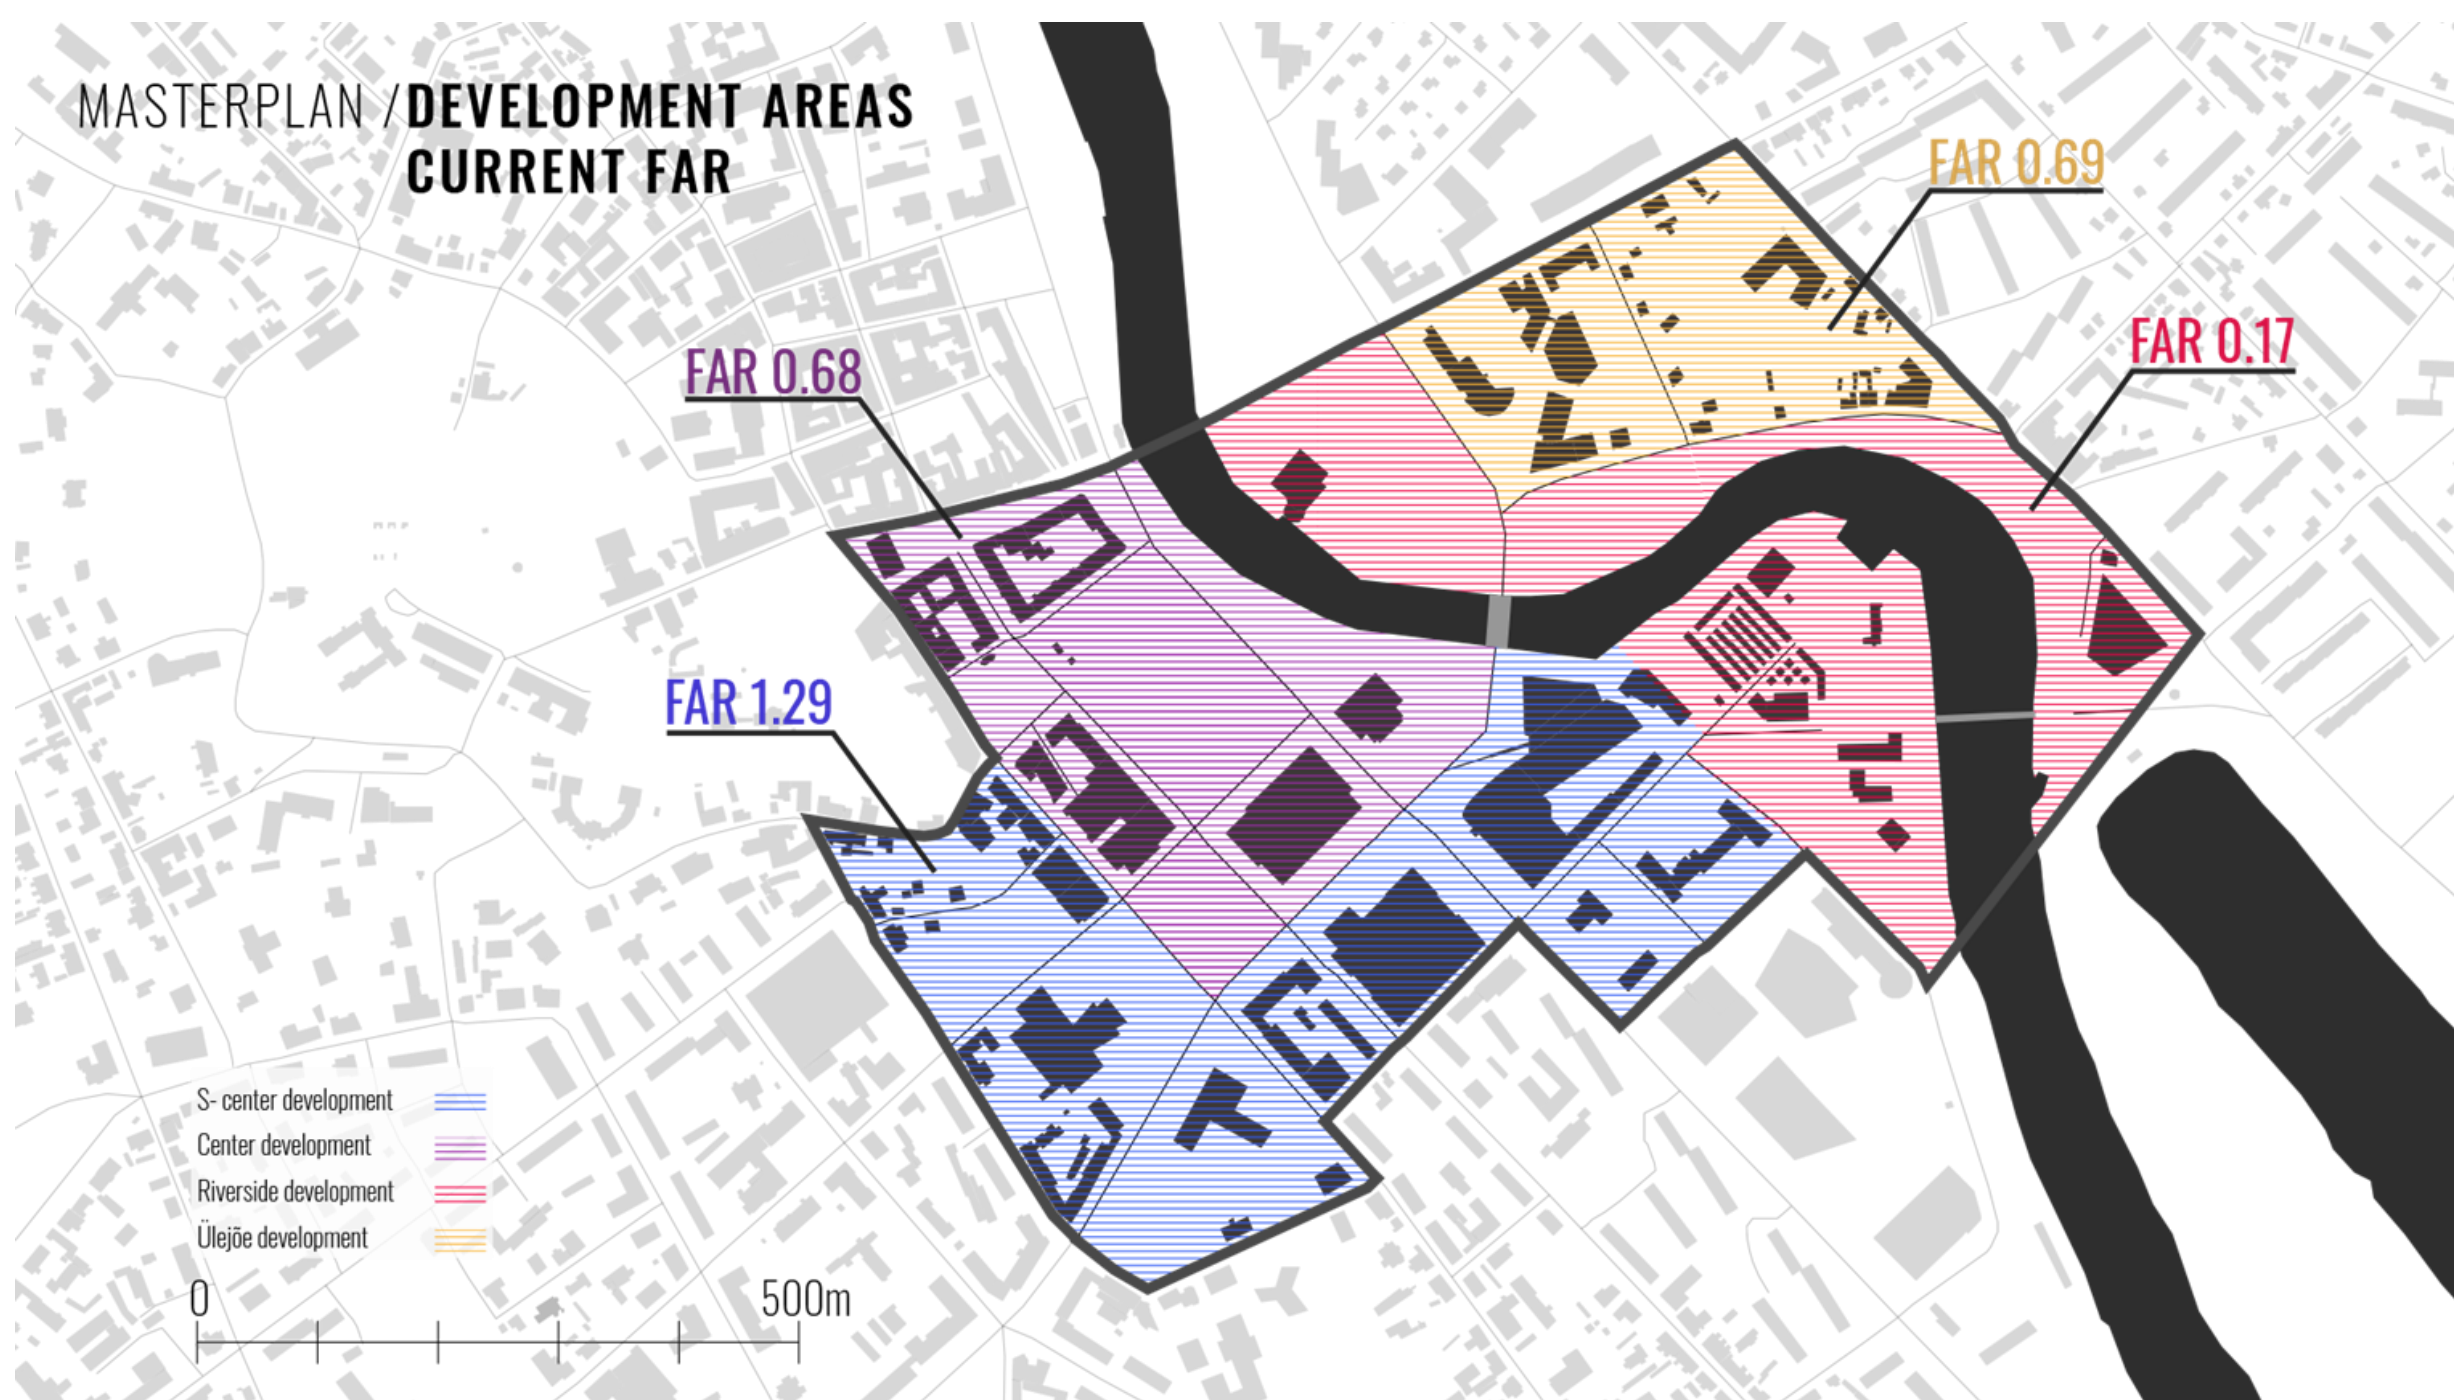 MASTERPLAN / DEVELOPMENT AREAS
CURRENT FAR
FAR 0.69
FAR 0.17
FAR 0.68
FAR 1.29
S- center development
Center development
Riverside development
Ülejõe development
0 500m